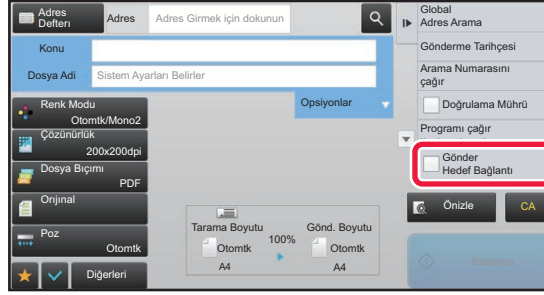 Adres
Defteri
Adres
Adres Girmek için dokunun
Konu
Dosya Adi
Sistem Ayarları Belirler
Opsiyonlar
Renk Modu
Otomtk/Mono2
Çözünürlük
200x200dpi
Dosya Bıçımı
PDF
Orıjınal
Poz
Otomtk
Diğerleri
Tarama Boyutu
Otomtk
A4
100%
Gönd. Boyutu
Otomtk
A4
Global
Adres Arama
Gönderme Tarihçesi
Arama Numarasını
çağır
Doğrulama Mührü
Programı çağır
Gönder
Hedef Bağlantı
Önizle
CA